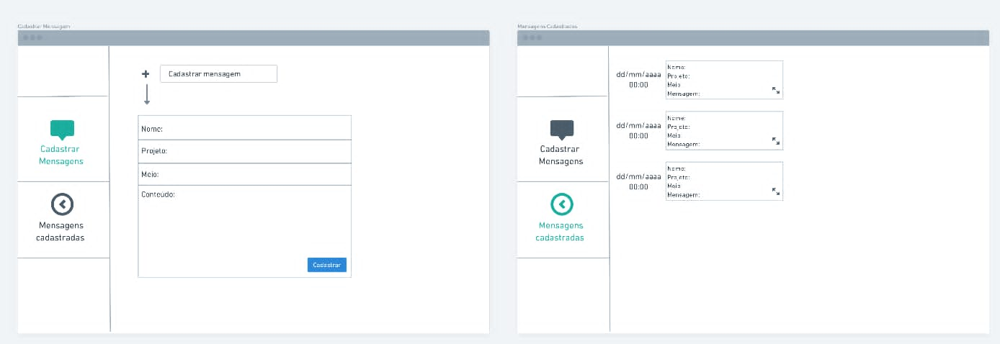 Cadastrar Mensagem
Cadastrar mensagem
Cadastrar
Mensagens
Mensagens
cadastradas
Nome:
Projeto:
Meio:
Conteúdo:
Cadastrar
Mensagens Cadastradas
Cadastrar
Mensagens
Mensagens
cadastradas
dd/mm/aaaa
00:00
Nome:
Projeto:
Meio
Mensagem:
dd/mm/aaaa
00:00
Nome:
Projeto:
Meio
Mensagem:
dd/mm/aaaa
00:00
Nome:
Projeto:
Meio
Mensagem: